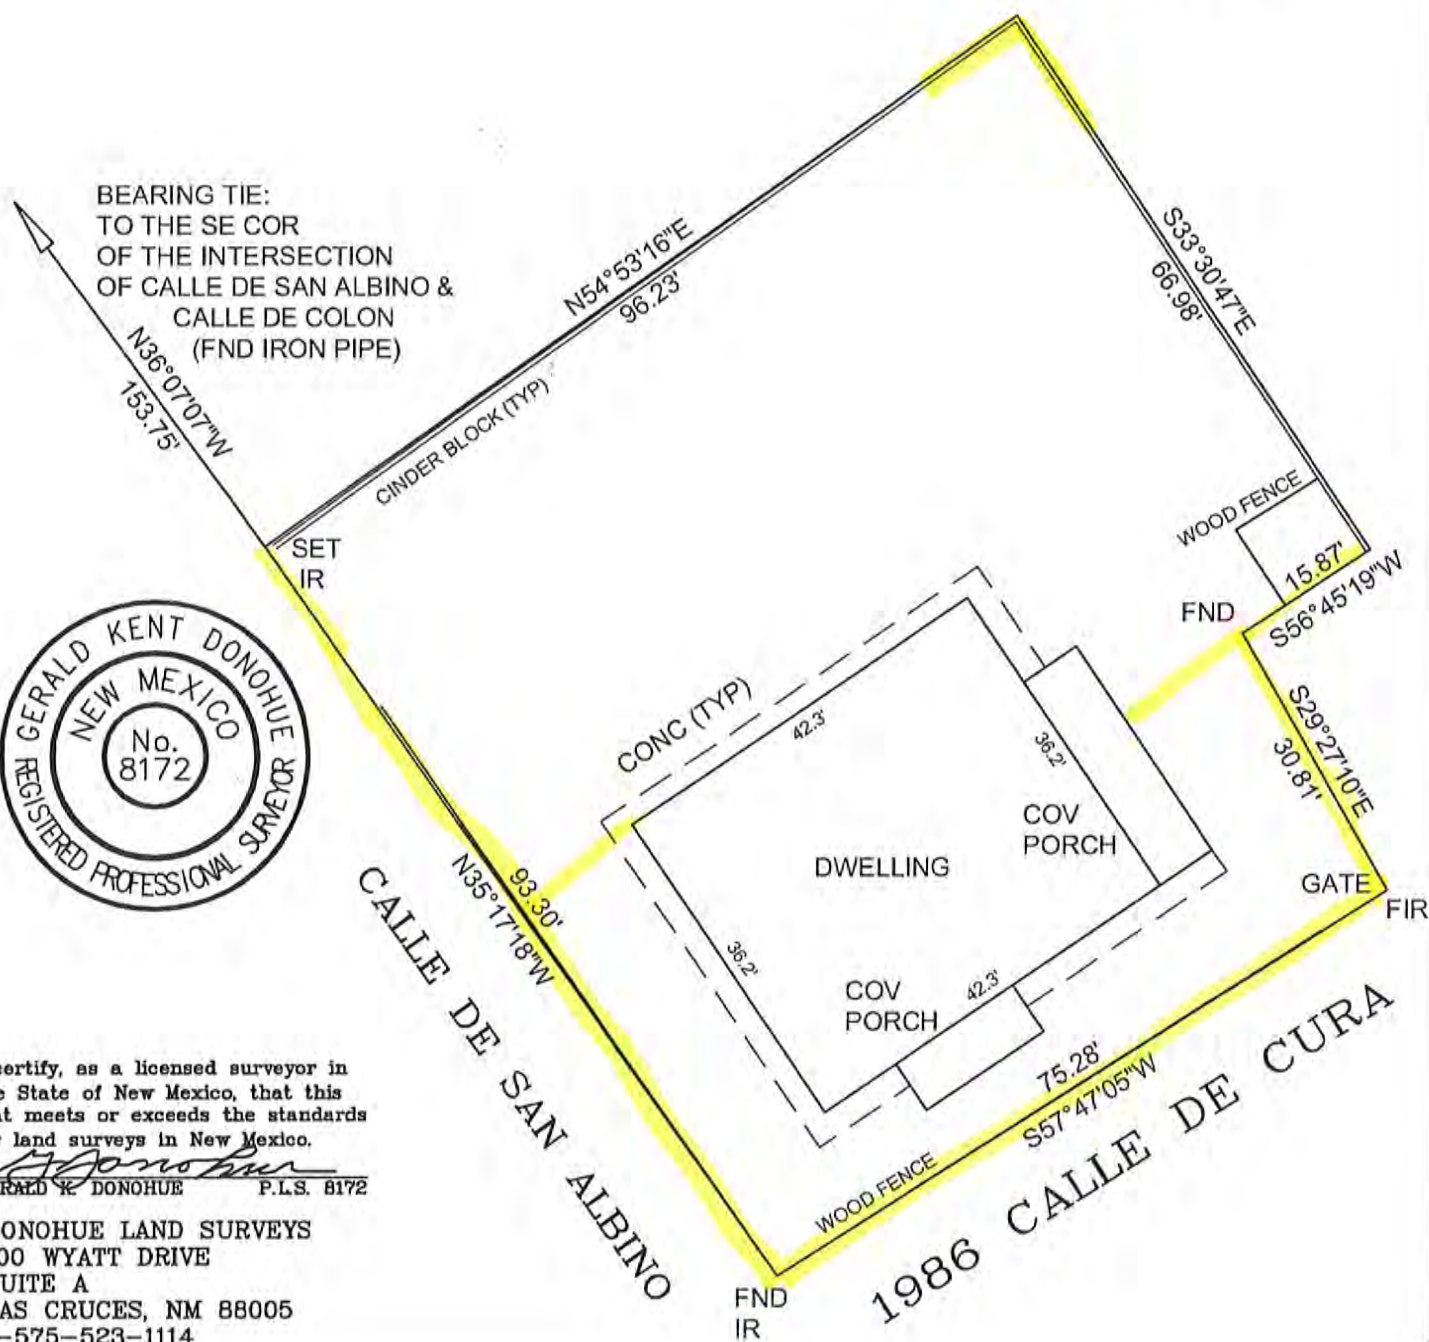 BEARING TIE:
TO THE SE COR
OF THE INTERSECTION
OF CALLE DE SAN ALBINO &
CALLE DE COLON
(FND IRON PIPE)
N36°07'07"W
153.75'
N54°53'16"E
96.23'
CINDER BLOCK (TYP)
S33°30'47"E
66.98'
WOOD FENCE
15.87'
S56°45'19"W
FND
SET
IR
S29°27'10"E
30.81'
GATE
FIR
CONC (TYP)
42.3'
36.2'
COV
PORCH
DWELLING
36.2'
COV
PORCH
42.3'
93.30'
N35°17'18"W
CALLE DE SAN ALBINO
75.28'
S57°47'05"W
WOOD FENCE
1986 CALLE DE CURA
FND
IR
GERALD KENT DONOHUE
REGISTERED PROFESSIONAL SURVEYOR
NEW MEXICO
No.
8172
certify, as a licensed surveyor in
State of New Mexico, that this
meets or exceeds the standards
land surveys in New Mexico.
RALD K. DONOHUE P.L.S. 8172
ONOHUE LAND SURVEYS
00 WYATT DRIVE
UITE A
AS CRUCES, NM 88005
-575-523-1114